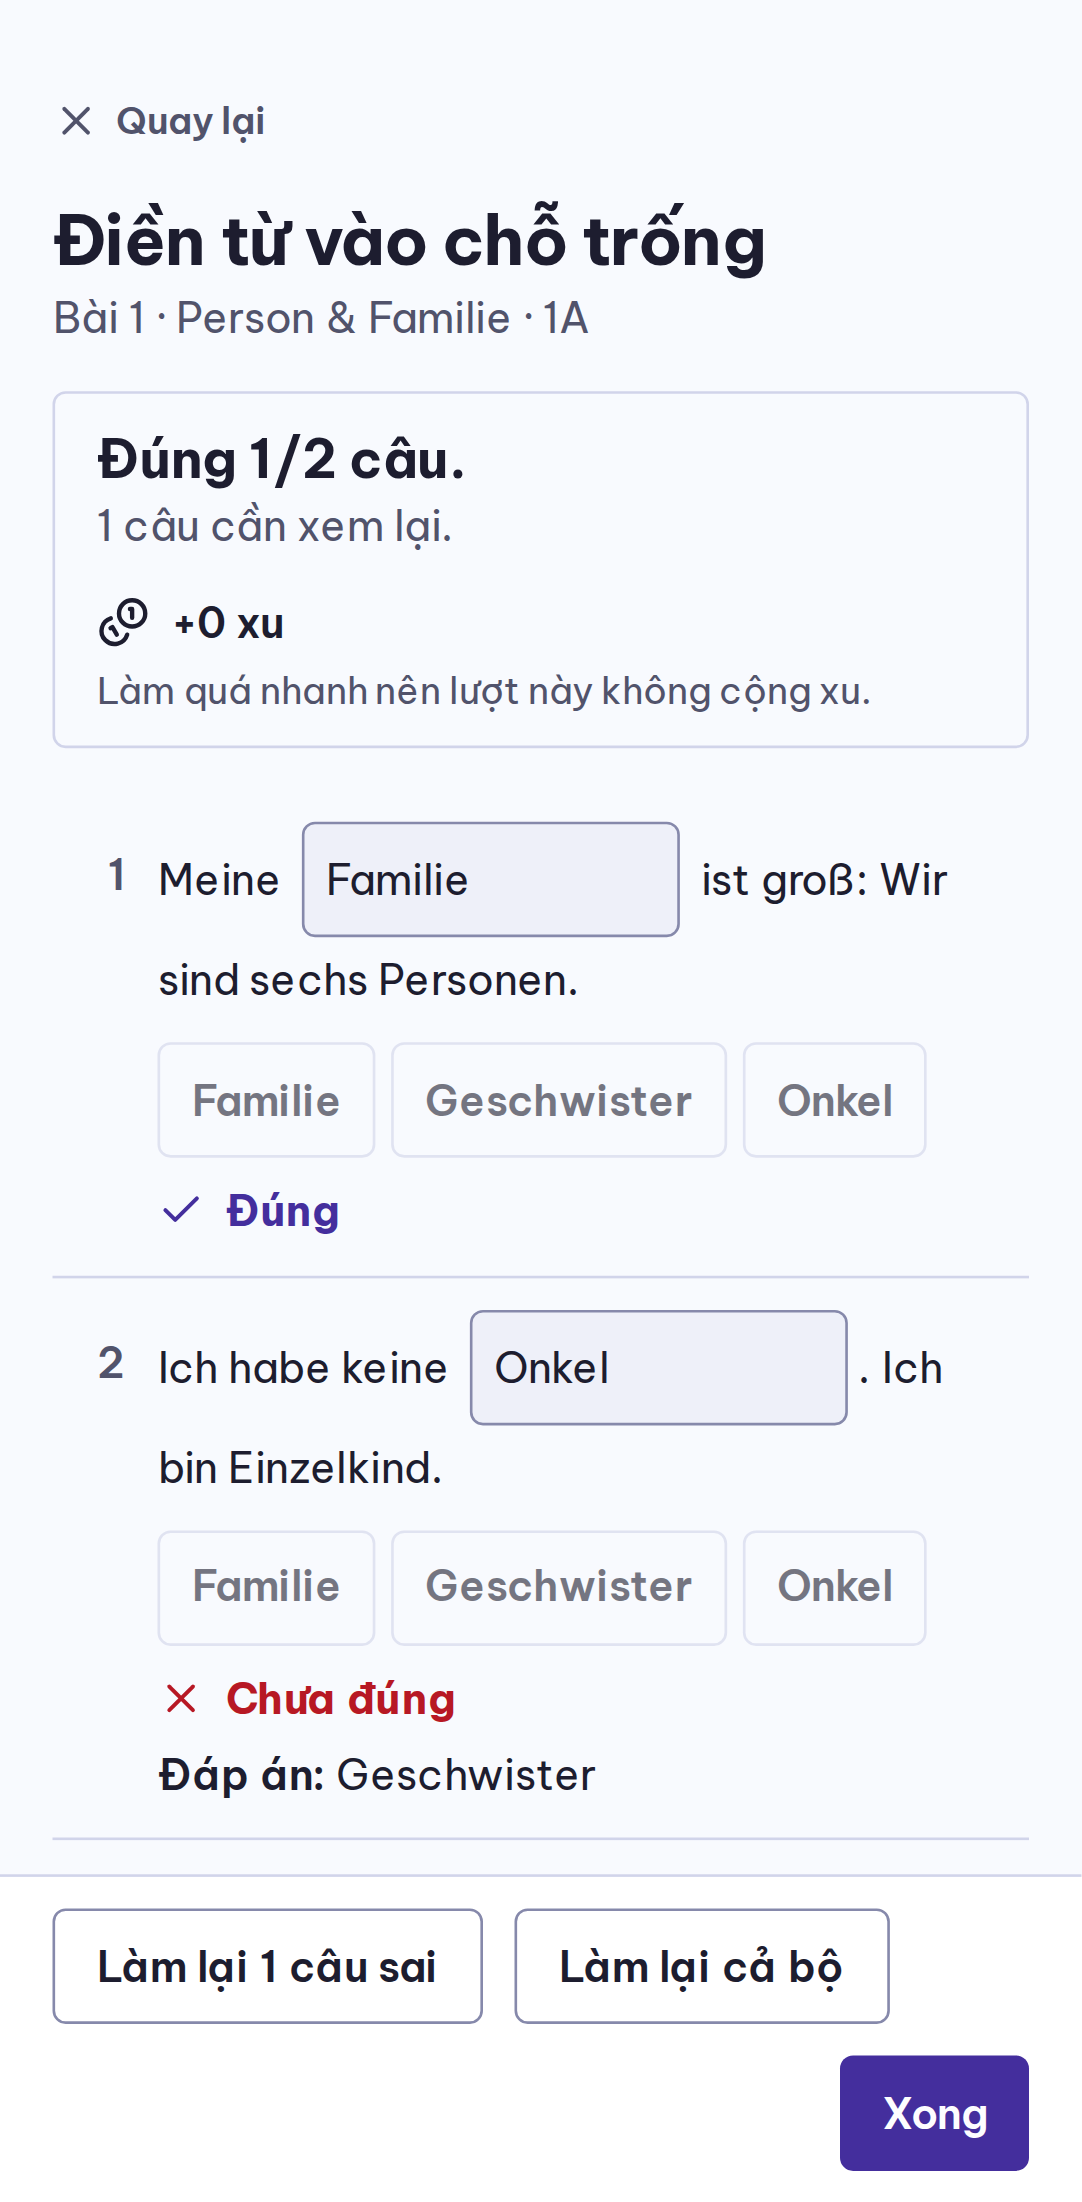 Quay lại
Điền từ vào chỗ trống
Bài 1 · Person & Familie · 1A
Đúng 1/2 câu.
1 câu cần xem lại.
+0 xu
Làm quá nhanh nên lượt này không cộng xu.
1 Meine Familie ist groß: Wir
sind sechs Personen.
Familie Geschwister Onkel
Đúng
2 Ich habe keine Onkel . Ich
bin Einzelkind.
Familie Geschwister Onkel
Chưa đúng
Đáp án: Geschwister
Làm lại 1 câu sai Làm lại cả bộ
Xong